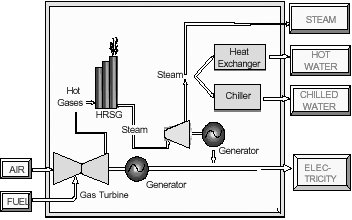 STEAM
Heat
Exchanger
HOT
WATER
Steam
Hot
Gases
HRSG
Chiller
CHILLED
WATER
Steam
Generator
AIR
Generator
ELEC-
TRICITY
FUEL
Gas Turbine